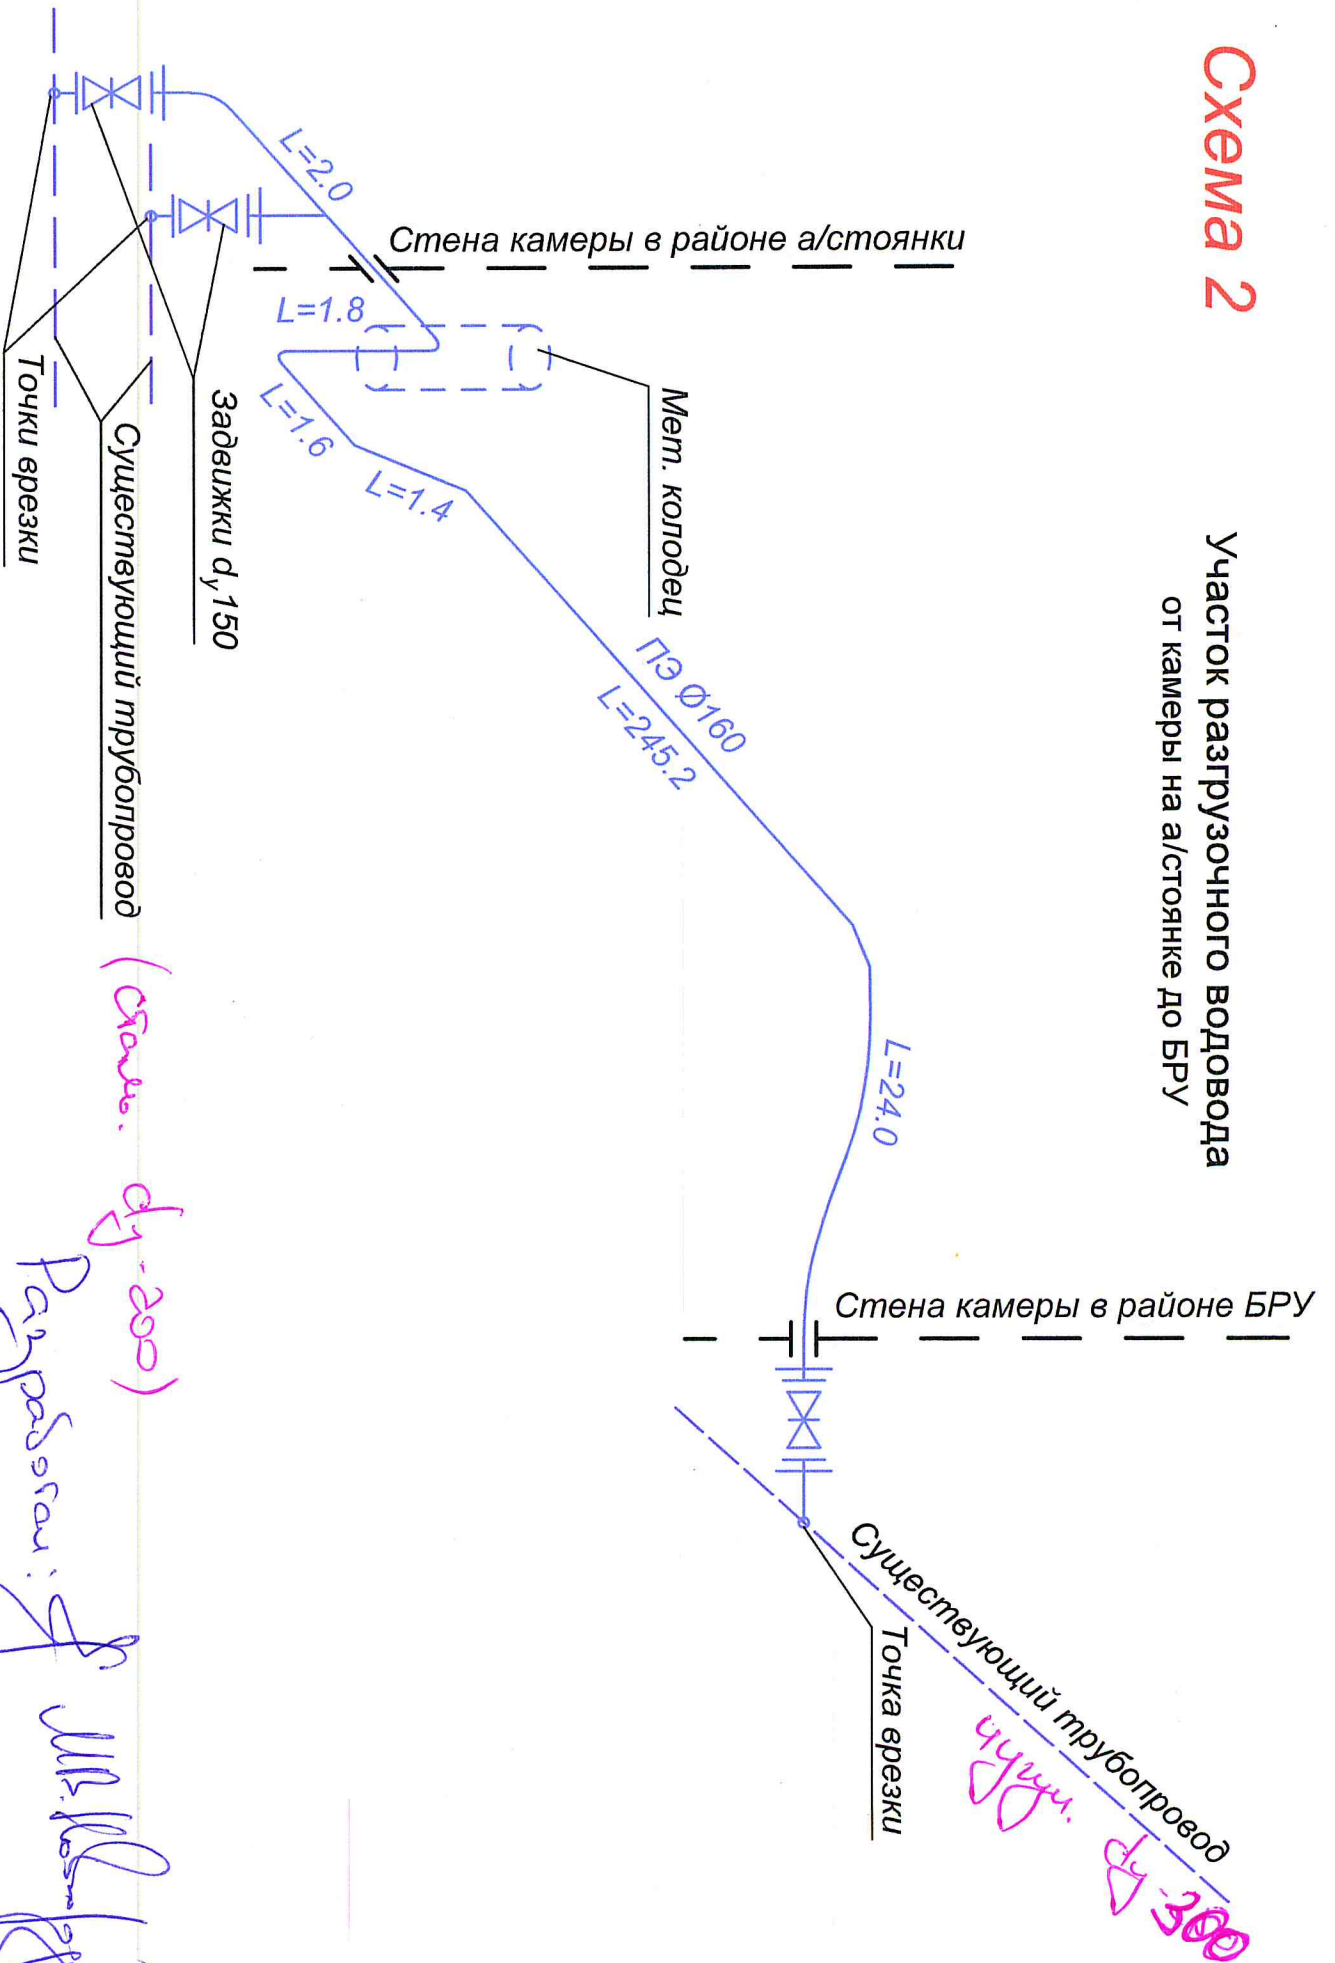 Схема 2
Участок разгрузочного водовода
от камеры на а/стоянке до БРУ
Стена камеры в районе а/стоянки
Стена камеры в районе БРУ
L=2.0
L=1.8
L=1.6
L=1.4
Мет. колодец
ПЭ Ø160
L=245.2
L=24.0
Существующий трубопровод
чугун. dу-300
Точка врезки
Задвижки dу150
Существующий трубопровод (сталь. dу-200)
Точки врезки
Разработал: